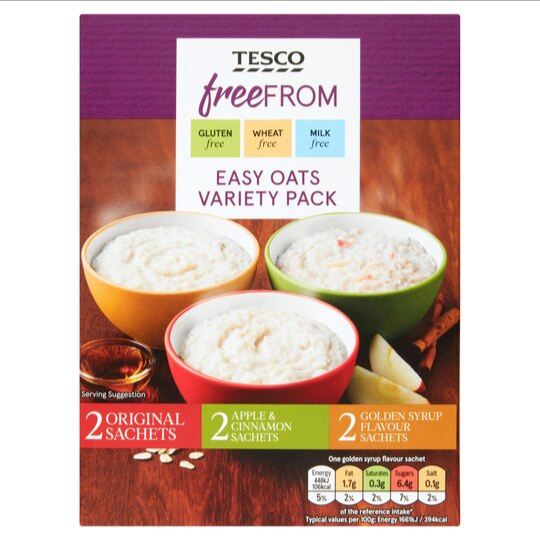 TESCO
freeFROM
GLUTEN
free
WHEAT
free
MILK
free
EASY OATS
VARIETY PACK
Serving Suggestion
2 ORIGINAL
SACHETS
2 APPLE &
CINNAMON
SACHETS
2 GOLDEN SYRUP
FLAVOUR
SACHETS
One golden syrup flavour sachet
Energy
448kJ
106kcal
5%
Fat
1.7g
2%
Saturates
0.3g
2%
Sugars
6.4g
7%
Salt
0.1g
2%
of the reference intake*
Typical values per 100g: Energy 1661kJ / 394kcal